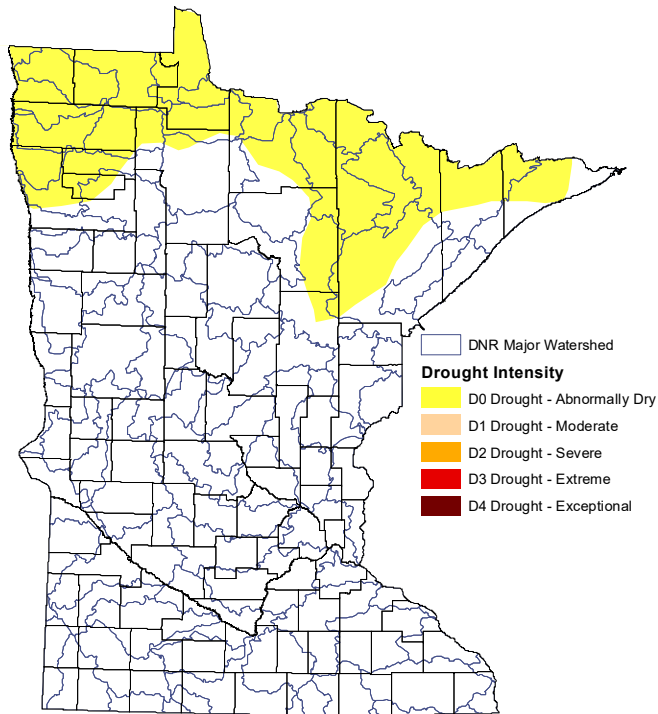 DNR Major Watershed
Drought Intensity
D0 Drought - Abnormally Dry
D1 Drought - Moderate
D2 Drought - Severe
D3 Drought - Extreme
D4 Drought - Exceptional